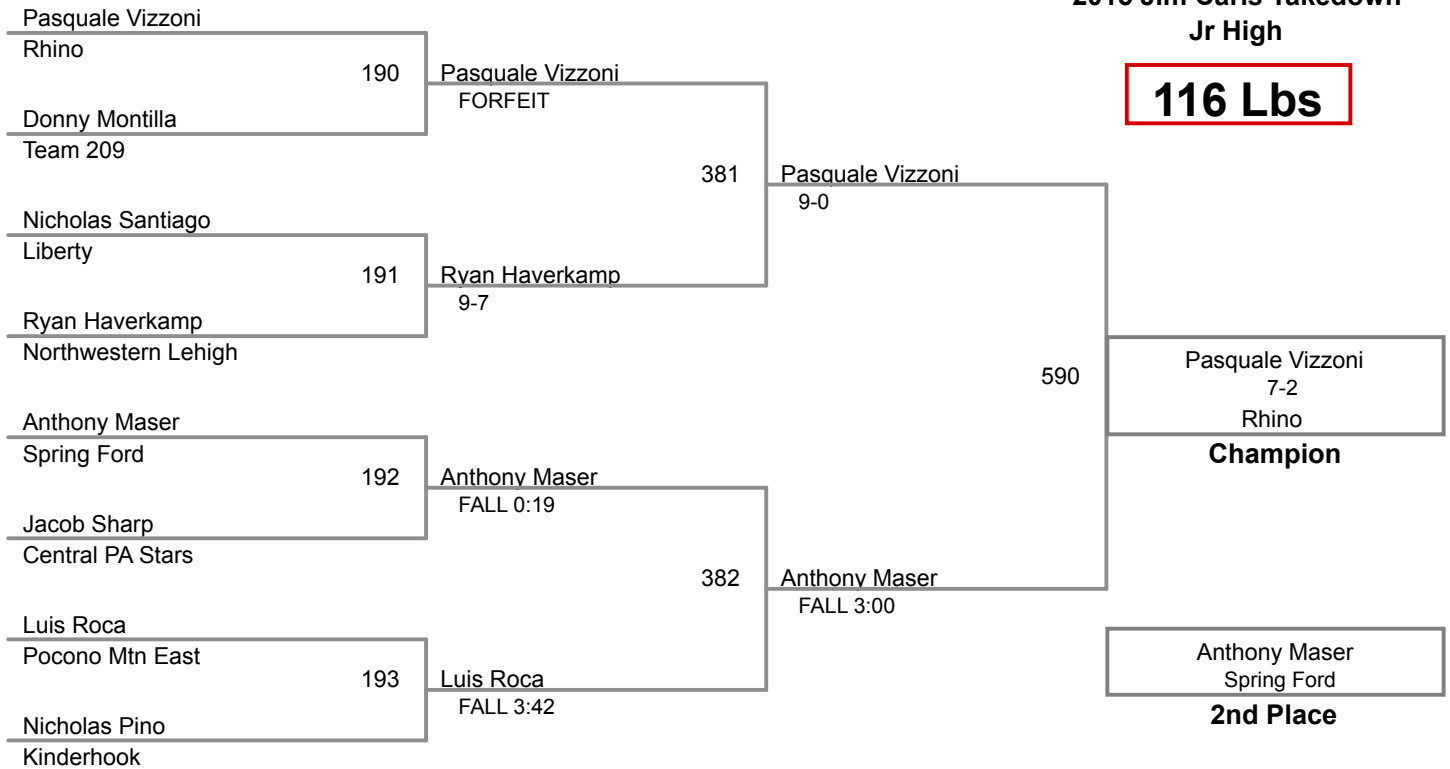 2015 Jim Caris Takedown
Jr High
116 Lbs
Pasquale Vizzoni
Rhino
190
Donny Montilla
Team 209
Nicholas Santiago
Liberty
191
Ryan Haverkamp
Northwestern Lehigh
Anthony Maser
Spring Ford
192
Jacob Sharp
Central PA Stars
Luis Roca
Pocono Mtn East
193
Nicholas Pino
Kinderhook
Pasquale Vizzoni
FORFEIT
381
Ryan Haverkamp
9-7
Anthony Maser
FALL 0:19
382
Luis Roca
FALL 3:42
Pasquale Vizzoni
9-0
590
Anthony Maser
FALL 3:00
Pasquale Vizzoni
7-2
Rhino
Champion
Anthony Maser
Spring Ford
2nd Place